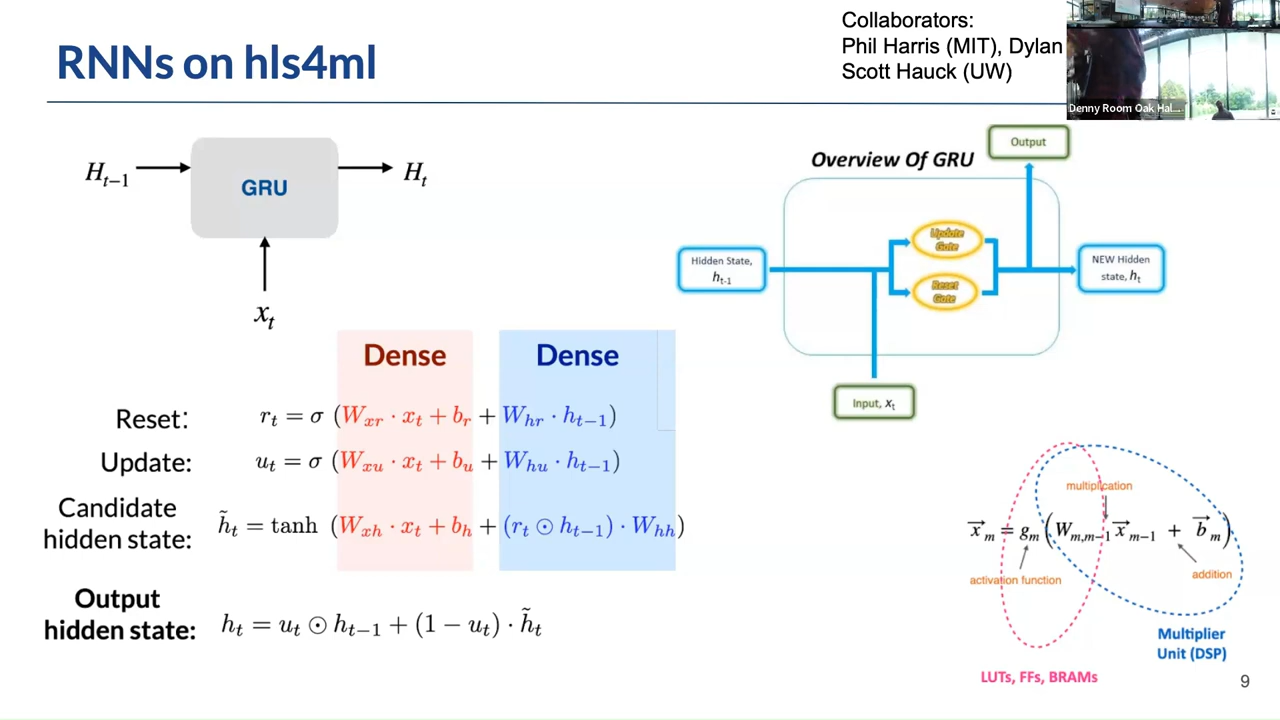 RNNs on hls4ml
Collaborators:
Phil Harris (MIT), Dylan
Scott Hauck (UW)
Denny Room Oak Hal...
H_{t-1}
GRU
H_t
x_t
Overview Of GRU
Output
Hidden State,
h_{t-1}
Update
Gate
Reset
Gate
NEW Hidden
state, h_t
Input, x_t
Dense
Dense
Reset: r_t = σ (W_{xr} · x_t + b_r + W_{hr} · h_{t-1})
Update: u_t = σ (W_{xu} · x_t + b_u + W_{hu} · h_{t-1})
Candidate
hidden state: h̃_t = tanh (W_{xh} · x_t + b_h + (r_t ⊙ h_{t-1}) · W_{hh})
Output
hidden state: h_t = u_t ⊙ h_{t-1} + (1 − u_t) · h̃_t
multiplication
x⃗_m = g_m (W_{m,m-1} x⃗_{m-1} + b⃗_m)
activation function
addition
Multiplier
Unit (DSP)
LUTs, FFs, BRAMs
9